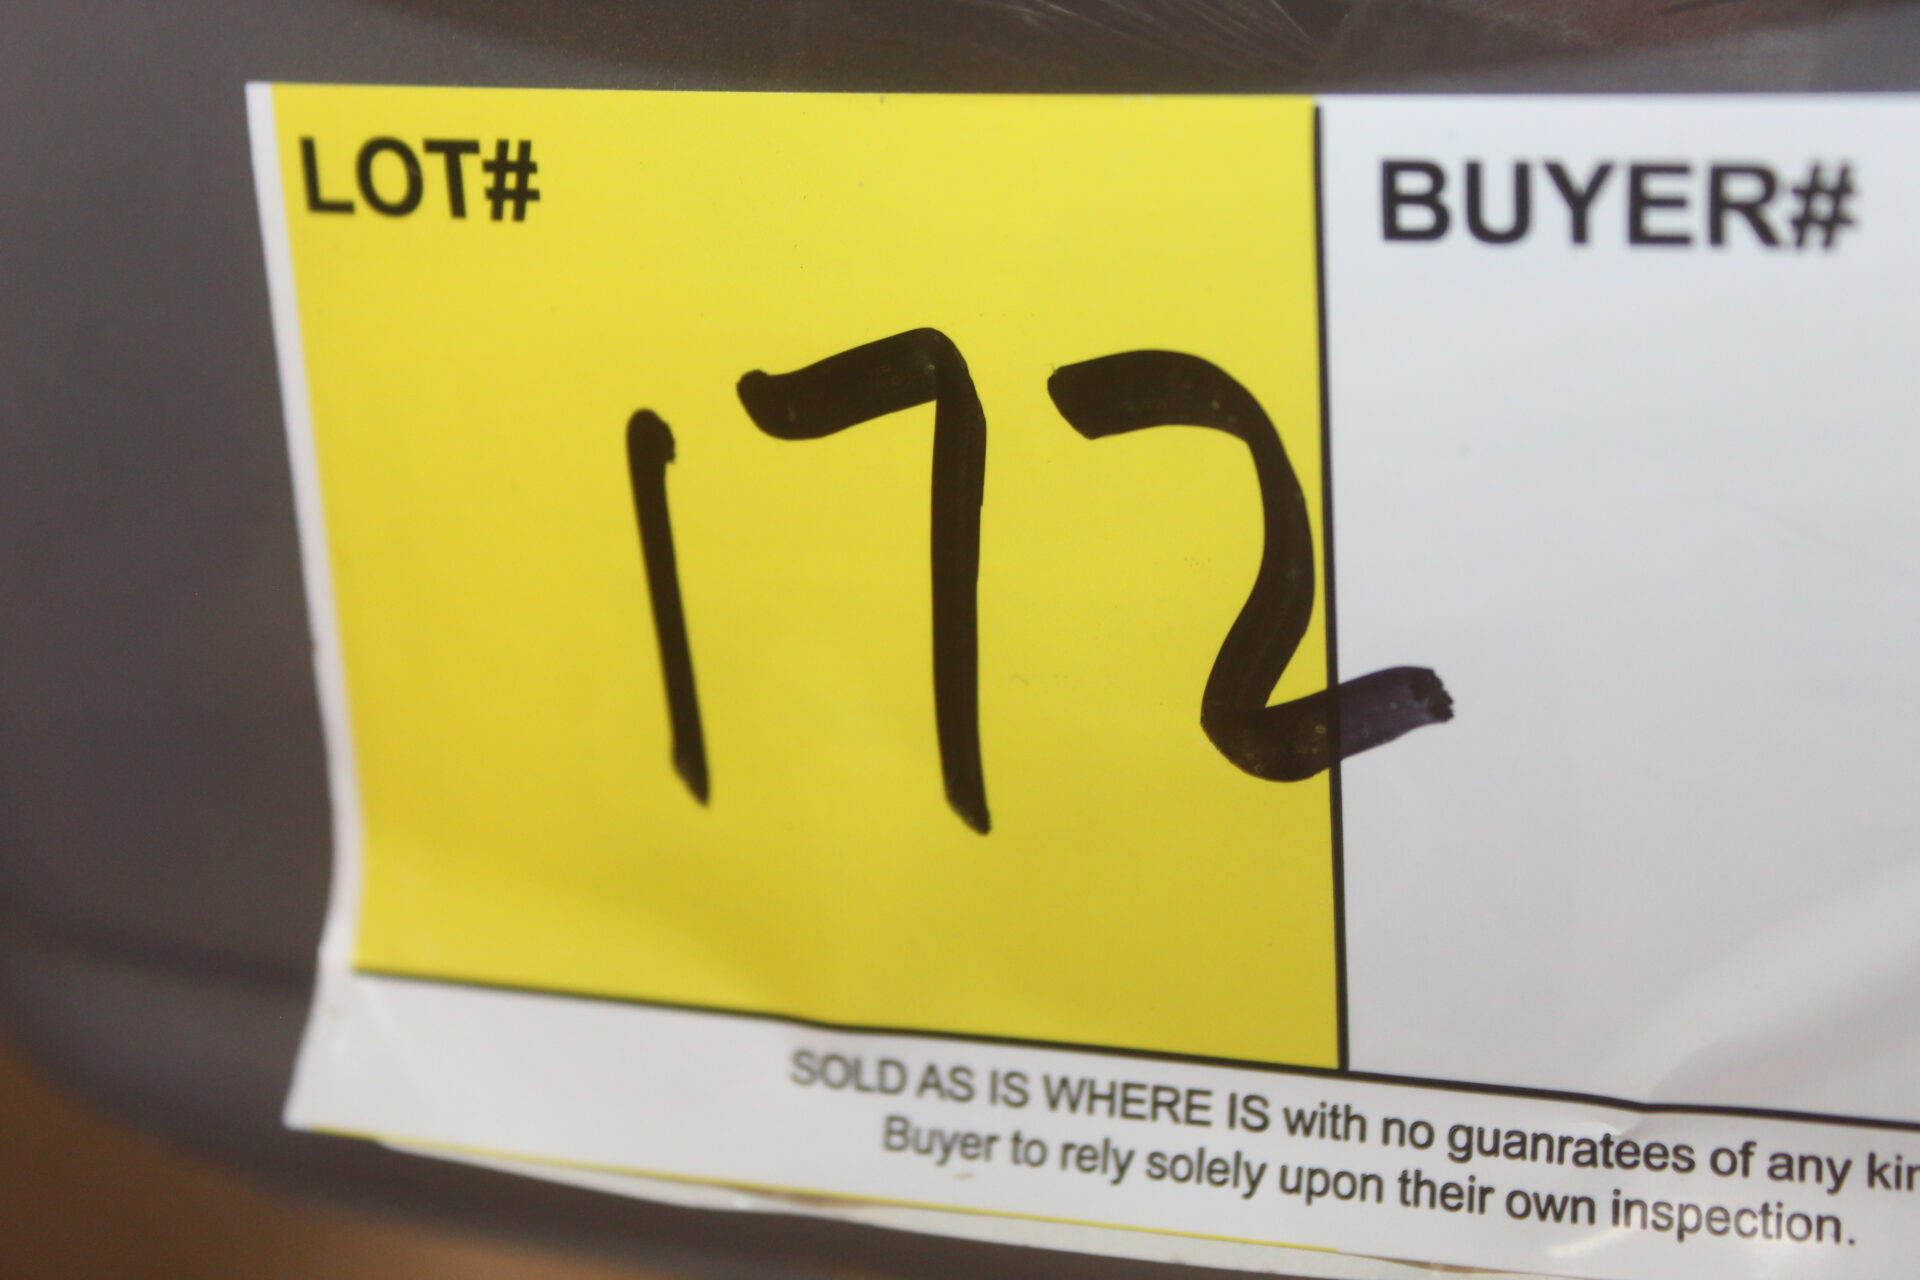 LOT# BUYER#
172
SOLD AS IS WHERE IS with no guanratees of any kin
Buyer to rely solely upon their own inspection.